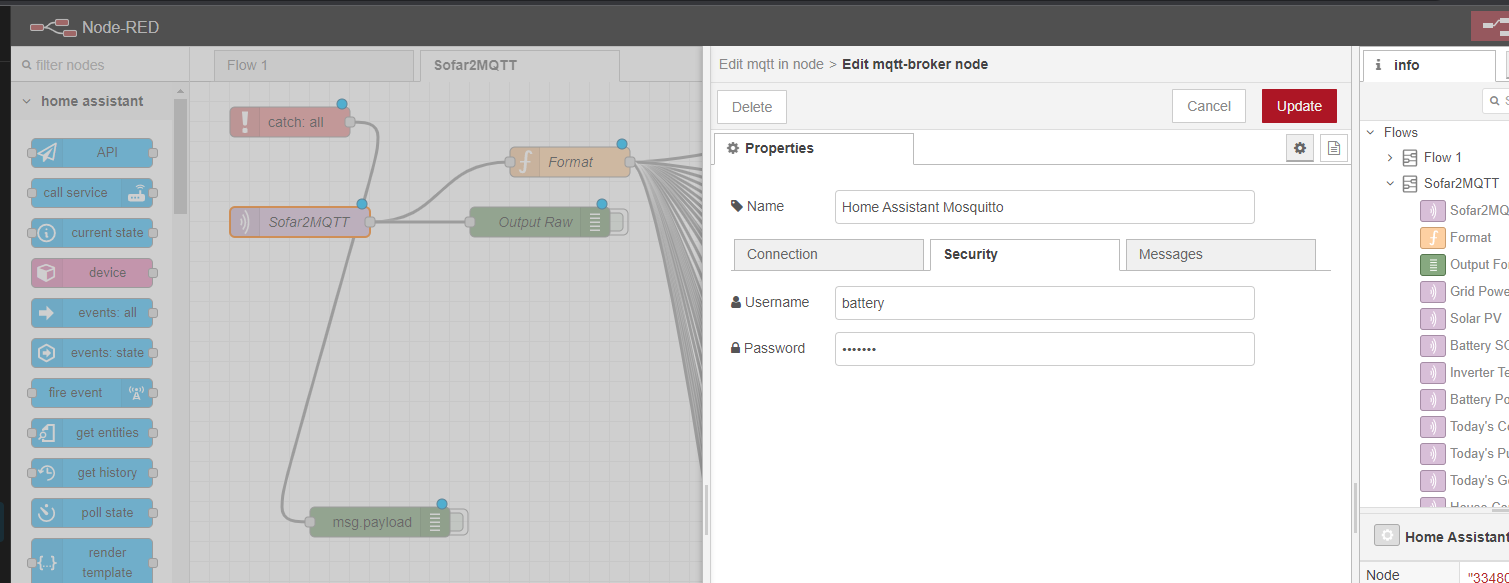 Node-RED
filter nodes
Flow 1
Sofar2MQTT
home assistant
API
call service
current state
device
events: all
events: state
fire event
get entities
get history
poll state
render
template
catch: all
Format
Sofar2MQTT
Output Raw
msg.payload
Edit mqtt in node > Edit mqtt-broker node
Delete
Cancel
Update
Properties
Name
Home Assistant Mosquitto
Connection
Security
Messages
Username
battery
Password
•••••••
info
Flows
Flow 1
Sofar2MQTT
Sofar2MQ
Format
Output Fo
Grid Powe
Solar PV
Battery SO
Inverter Te
Battery Po
Today's Co
Today's Pu
Today's Ge
House Con
Home Assistant
Node
"33480